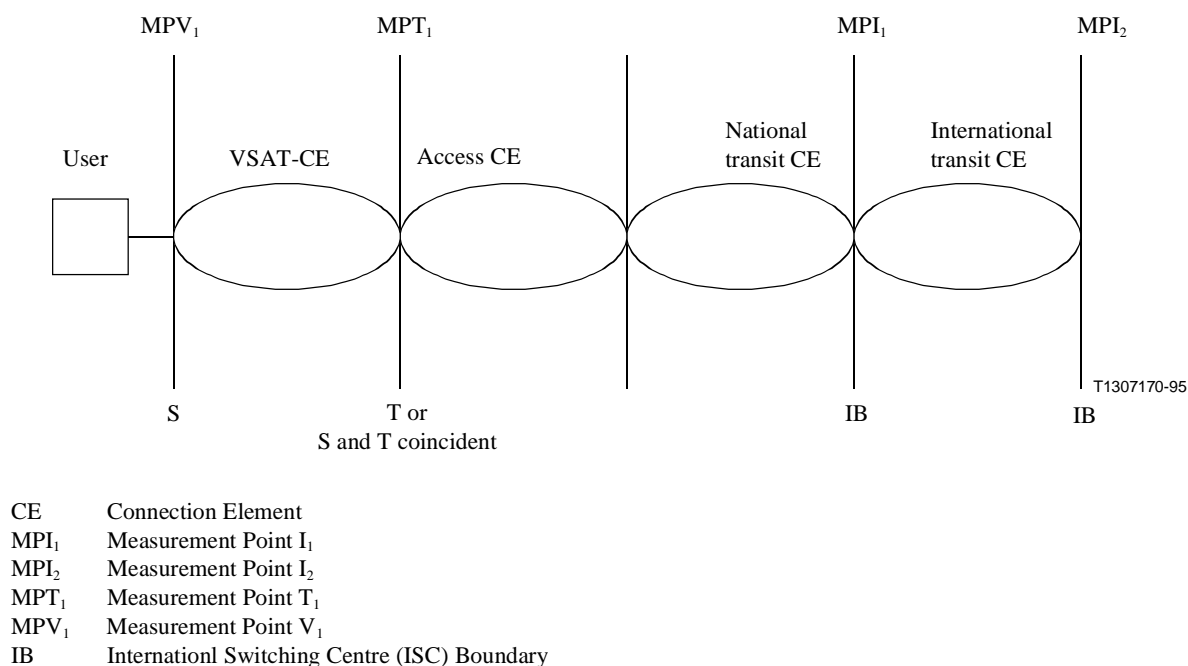 MPV₁ MPT₁ MPI₁ MPI₂
National transit CE
International transit CE
User
VSAT-CE
Access CE
T1307170-95
S
T or
S and T coincident
IB
IB
CE Connection Element
MPI₁ Measurement Point I₁
MPI₂ Measurement Point I₂
MPT₁ Measurement Point T₁
MPV₁ Measurement Point V₁
IB Internationl Switching Centre (ISC) Boundary